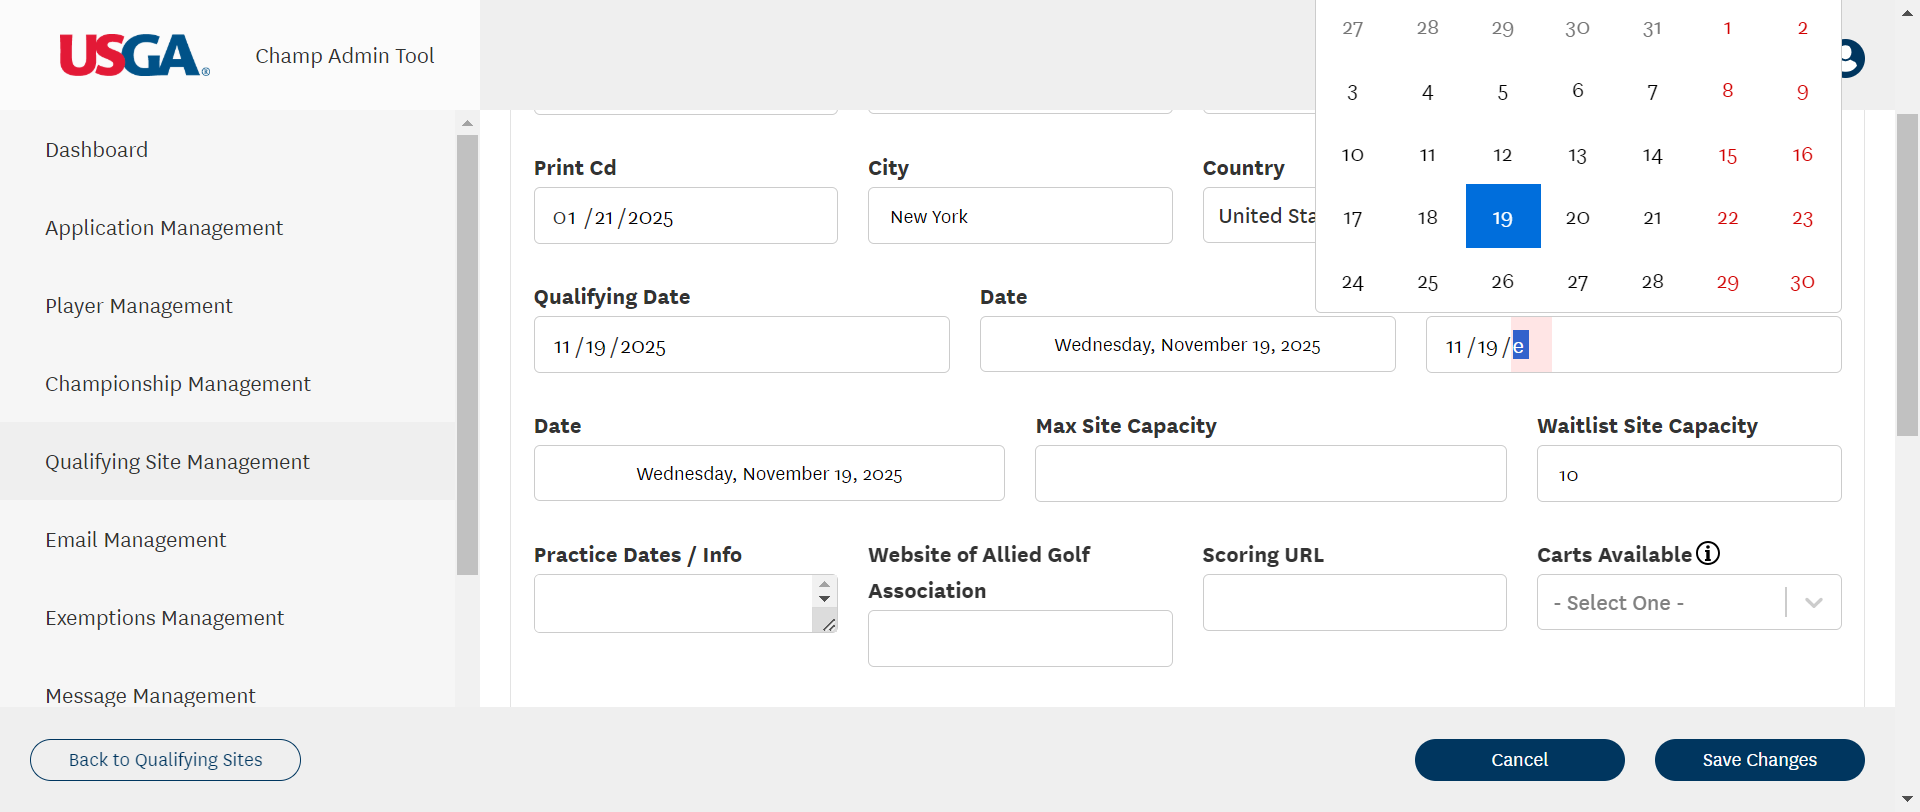 USGA®
Champ Admin Tool
27 28 29 30 31 1 2
3 4 5 6 7 8 9
10 11 12 13 14 15 16
17 18 19 20 21 22 23
24 25 26 27 28 29 30
Dashboard
Application Management
Player Management
Championship Management
Qualifying Site Management
Email Management
Exemptions Management
Message Management
Print Cd
01/21/2025
City
New York
Country
United Sta
Qualifying Date
11/19/2025
Date
Wednesday, November 19, 2025
11/19/e
Date
Wednesday, November 19, 2025
Max Site Capacity
Waitlist Site Capacity
10
Practice Dates / Info
Website of Allied Golf
Association
Scoring URL
Carts Available
- Select One -
Back to Qualifying Sites
Cancel
Save Changes